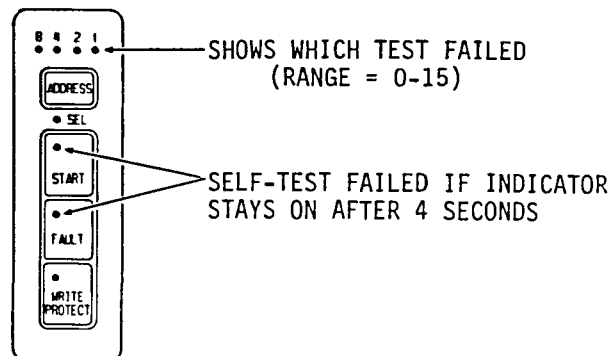 8 4 2 1
SHOWS WHICH TEST FAILED
(RANGE = 0-15)
ADDRESS
SEL
START
SELF-TEST FAILED IF INDICATOR
STAYS ON AFTER 4 SECONDS
FAULT
WRITE
PROTECT